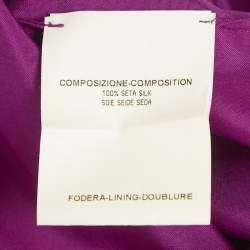 COMPOSIZIONE-COMPOSITION
100% SETA SILK
SOIE SEIDE SEDA
FODERA-LINING-DOUBLURE